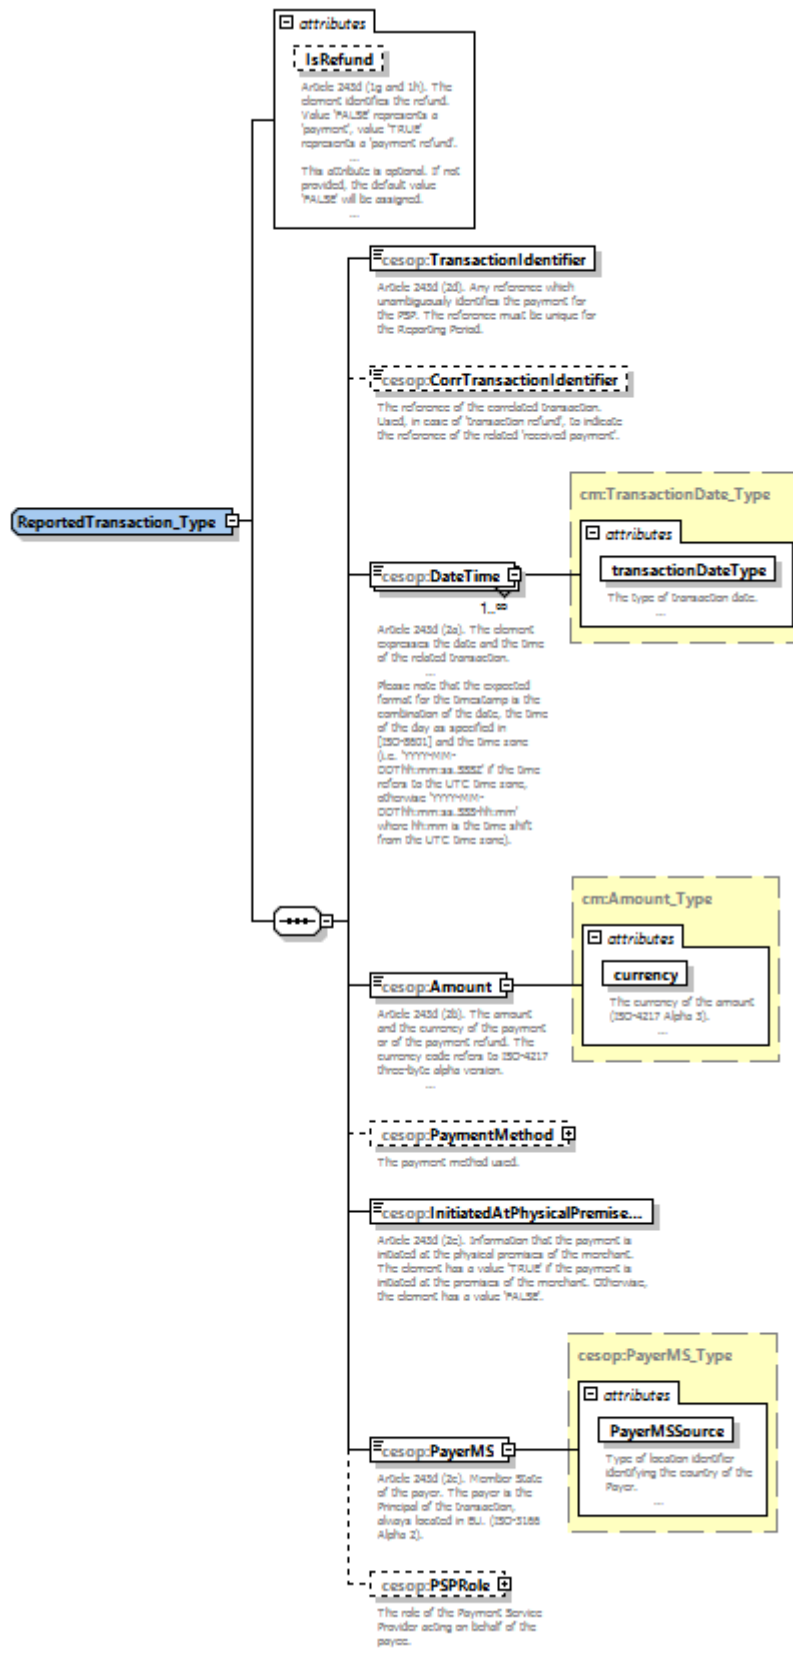 attributes
IsRefund
Article 243d (1g and 1h). The
element identifies the refund.
Value 'FALSE' represents a
'payment', value 'TRUE'
represents a 'payment refund'.
...
This attribute is optional. If not
provided, the default value
'FALSE' will be assigned.
...
cesop:TransactionIdentifier
Article 243d (2d). Any reference which
unambiguously identifies the payment for
the PSP. The reference must be unique for
the Reporting Period.
cesop:CorrTransactionIdentifier
The reference of the correlated transaction.
Used, in case of 'transaction refund', to indicate
the reference of the related 'received payment'.
ReportedTransaction_Type
cm:TransactionDate_Type
attributes
transactionDateType
The type of transaction date.
...
cesop:DateTime
1..∞
Article 243d (2a). The element
expresses the date and the time
of the related transaction.
...
Please note that the expected
format for the timestamp is the
combination of the date, the time
of the day as specified in
[ISO-8601] and the time zone
(i.e. 'YYYY-MM-
DDThh:mm:ss.SSSZ' if the time
refers to the UTC time zone,
otherwise 'YYYY-MM-
DDThh:mm:ss.SSS-hh:mm'
where hh:mm is the time shift
from the UTC time zone).
cm:Amount_Type
attributes
currency
The currency of the amount
(ISO-4217 Alpha 3).
...
cesop:Amount
Article 243d (2b). The amount
and the currency of the payment
or of the payment refund. The
currency code refers to ISO-4217
three-byte alpha version.
...
cesop:PaymentMethod
The payment method used.
cesop:InitiatedAtPhysicalPremise...
Article 243d (2e). Information that the payment is
initiated at the physical premises of the merchant.
The element has a value 'TRUE' if the payment is
initiated at the premises of the merchant. Otherwise,
the element has a value 'FALSE'.
cesop:PayerMS_Type
attributes
PayerMSSource
Type of location identifier
identifying the country of the
Payer.
...
cesop:PayerMS
Article 243d (2c). Member State
of the payer. The payer is the
Principal of the transaction,
always located in EU. (ISO-3166
Alpha 2).
cesop:PSPRole
The role of the Payment Service
Provider acting on behalf of the
payee.